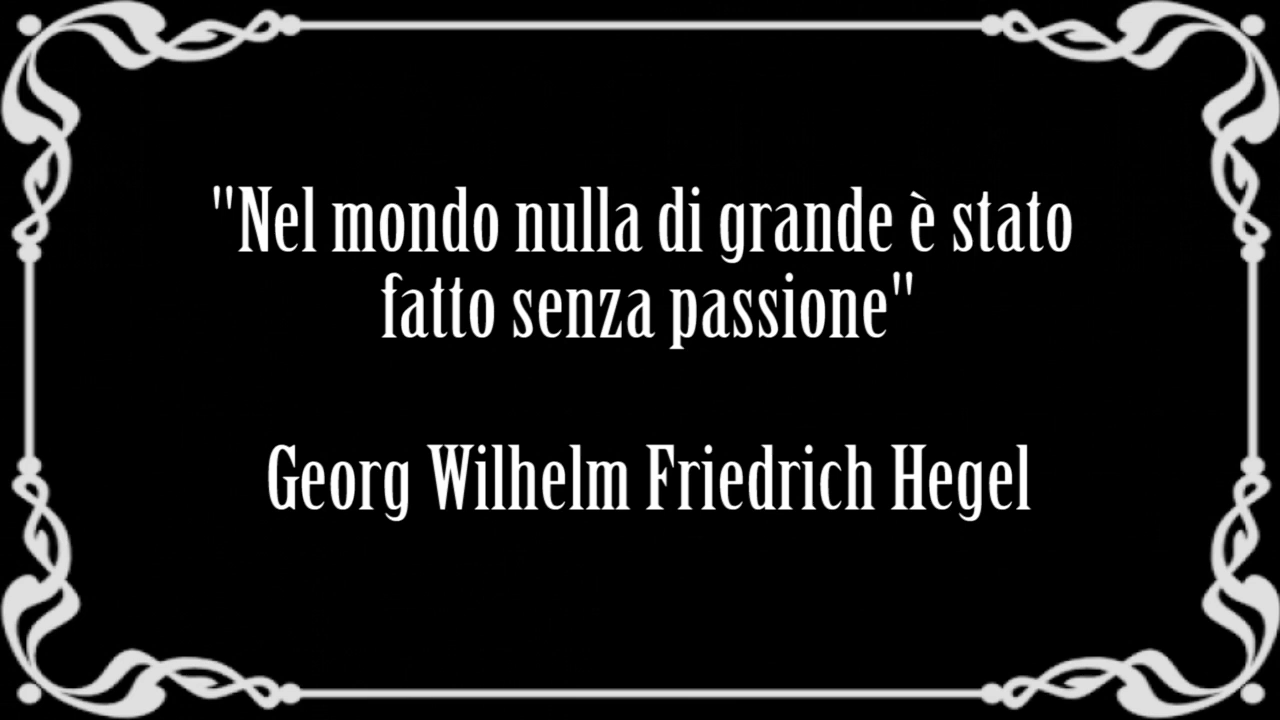 "Nel mondo nulla di grande è stato
fatto senza passione"
Georg Wilhelm Friedrich Hegel